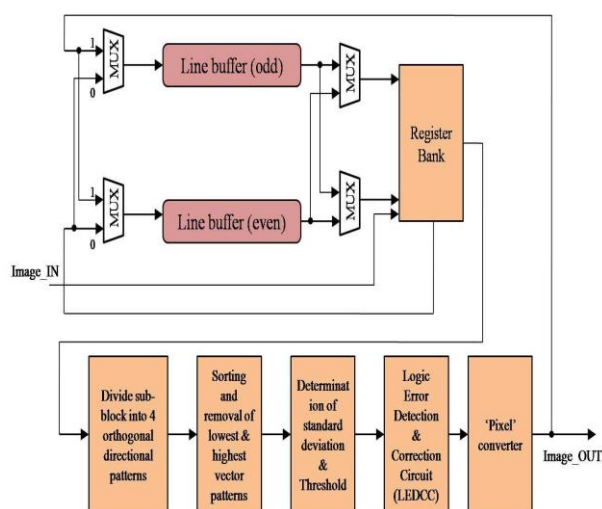 1
MUX
0
Line buffer (odd)
MUX
Register
Bank
1
MUX
0
Line buffer (even)
MUX
Image_IN
Divide sub-
block into 4
orthogonal
directional
patterns
Sorting
and removal of
lowest &
highest
vector
patterns
Determinat
ion of
standard
deviation
&
Threshold
Logic
Error
Detection
&
Correction
Circuit
(LEDCC)
'Pixel'
converter
Image_OUT